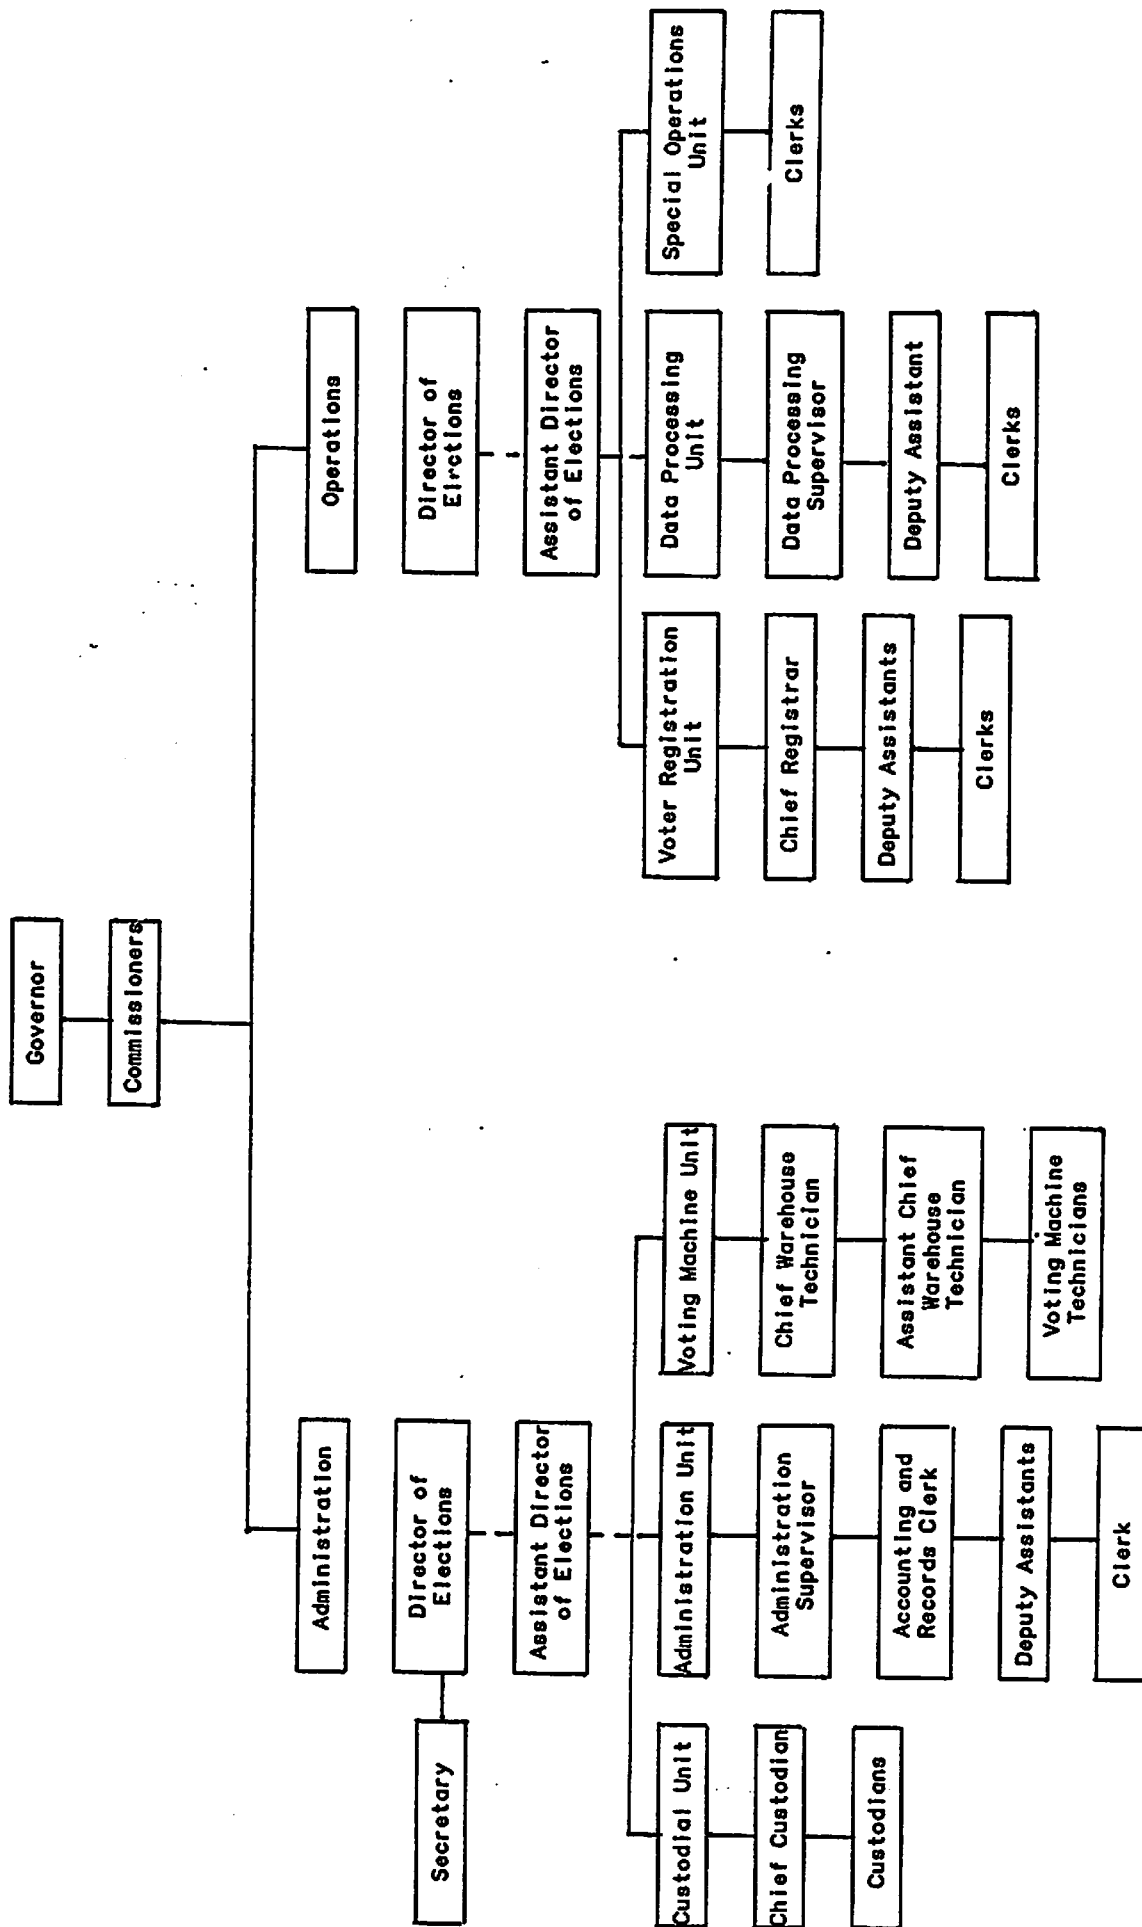 Governor
Commissioners
Administration
Operations
Secretary
Director of
Elections
Director of
Elrctions
Assistant Director
of Elections
Assistant Director
of Elections
Custodial Unit
Administration Unit
Voting Machine Unit
Voter Registration
Unit
Data Processing
Unit
Special Operations
Unit
Chief Custodian
Administration
Supervisor
Chief Warehouse
Technician
Chief Registrar
Data Processing
Supervisor
Clerks
Custodians
Accounting and
Records Clerk
Assistant Chief
Warehouse
Technician
Deputy Assistants
Deputy Assistant
Deputy Assistants
Voting Machine
Technicians
Clerks
Clerks
Clerk